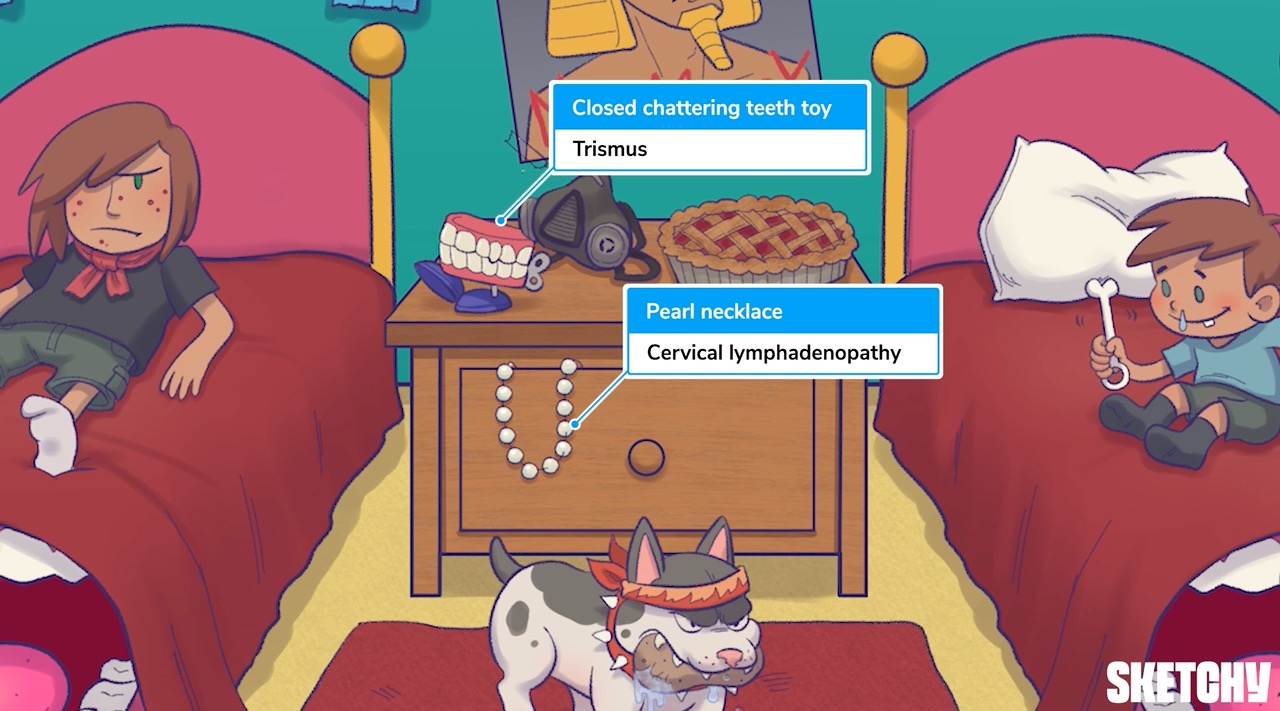 Closed chattering teeth toy
Trismus
Pearl necklace
Cervical lymphadenopathy
SKETCHY